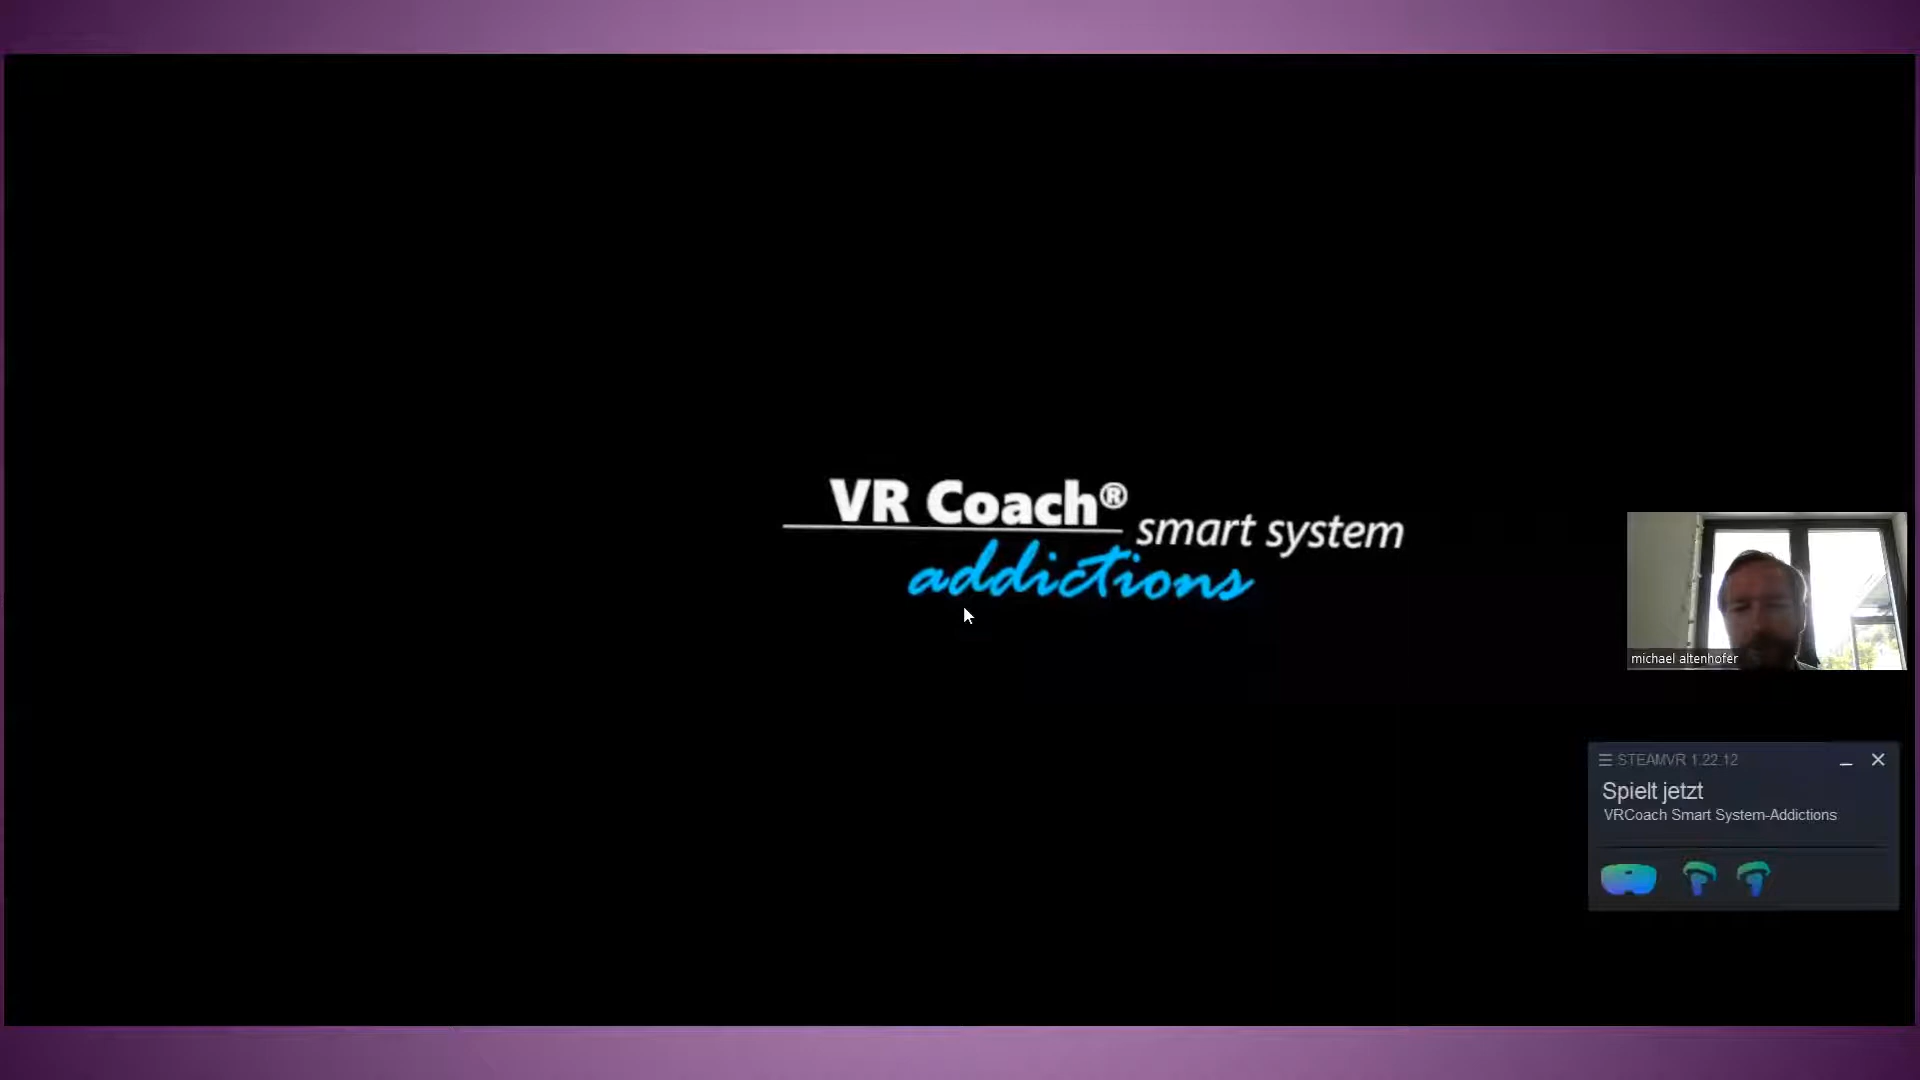 VR Coach® smart system
addictions
michael altenhofer
STEAMVR 1.22.12
Spielt jetzt
VRCoach Smart System-Addictions